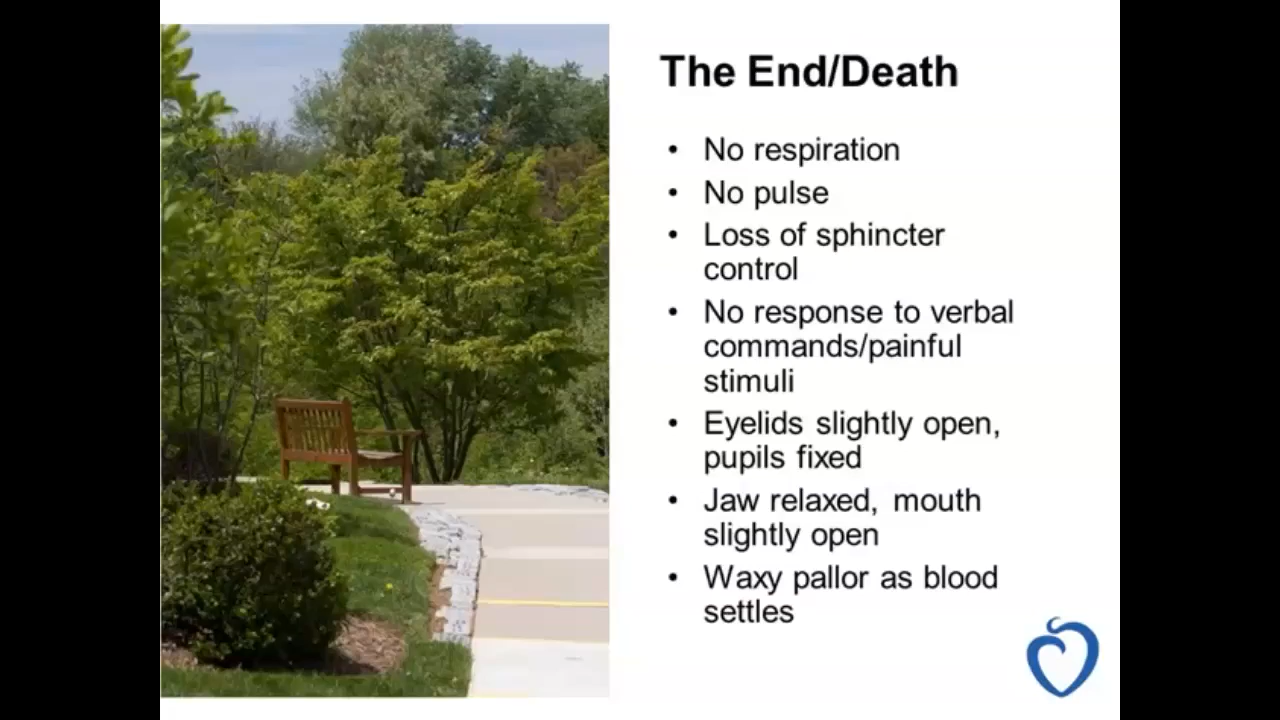 The End/Death
• No respiration
• No pulse
• Loss of sphincter
control
• No response to verbal
commands/painful
stimuli
• Eyelids slightly open,
pupils fixed
• Jaw relaxed, mouth
slightly open
• Waxy pallor as blood
settles